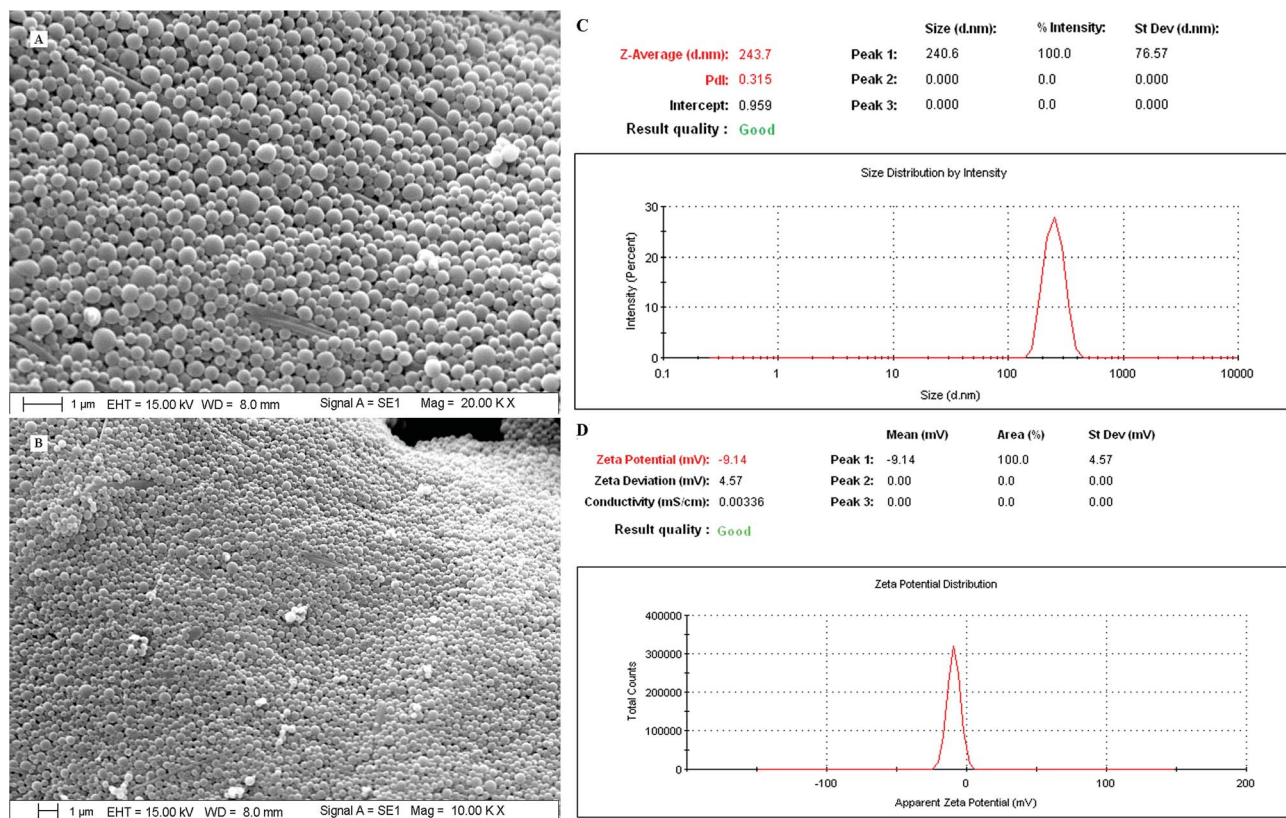 A
1 µm EHT = 15.00 kV WD = 8.0 mm Signal A = SE1 Mag = 20.00 K X
B
1 µm EHT = 15.00 kV WD = 8.0 mm Signal A = SE1 Mag = 10.00 K X
C
Size (d.nm): % Intensity: St Dev (d.nm):
Z-Average (d.nm): 243.7 Peak 1: 240.6 100.0 76.57
PdI: 0.315 Peak 2: 0.000 0.0 0.000
Intercept: 0.959 Peak 3: 0.000 0.0 0.000
Result quality : Good
Size Distribution by Intensity
Intensity (Percent)
30
20
10
0
0.1 1 10 100 1000 10000
Size (d.nm)
D
Mean (mV) Area (%) St Dev (mV)
Zeta Potential (mV): -9.14 Peak 1: -9.14 100.0 4.57
Zeta Deviation (mV): 4.57 Peak 2: 0.00 0.0 0.00
Conductivity (mS/cm): 0.00336 Peak 3: 0.00 0.0 0.00
Result quality : Good
Zeta Potential Distribution
Total Counts
400000
300000
200000
100000
0
-100 0 100 200
Apparent Zeta Potential (mV)